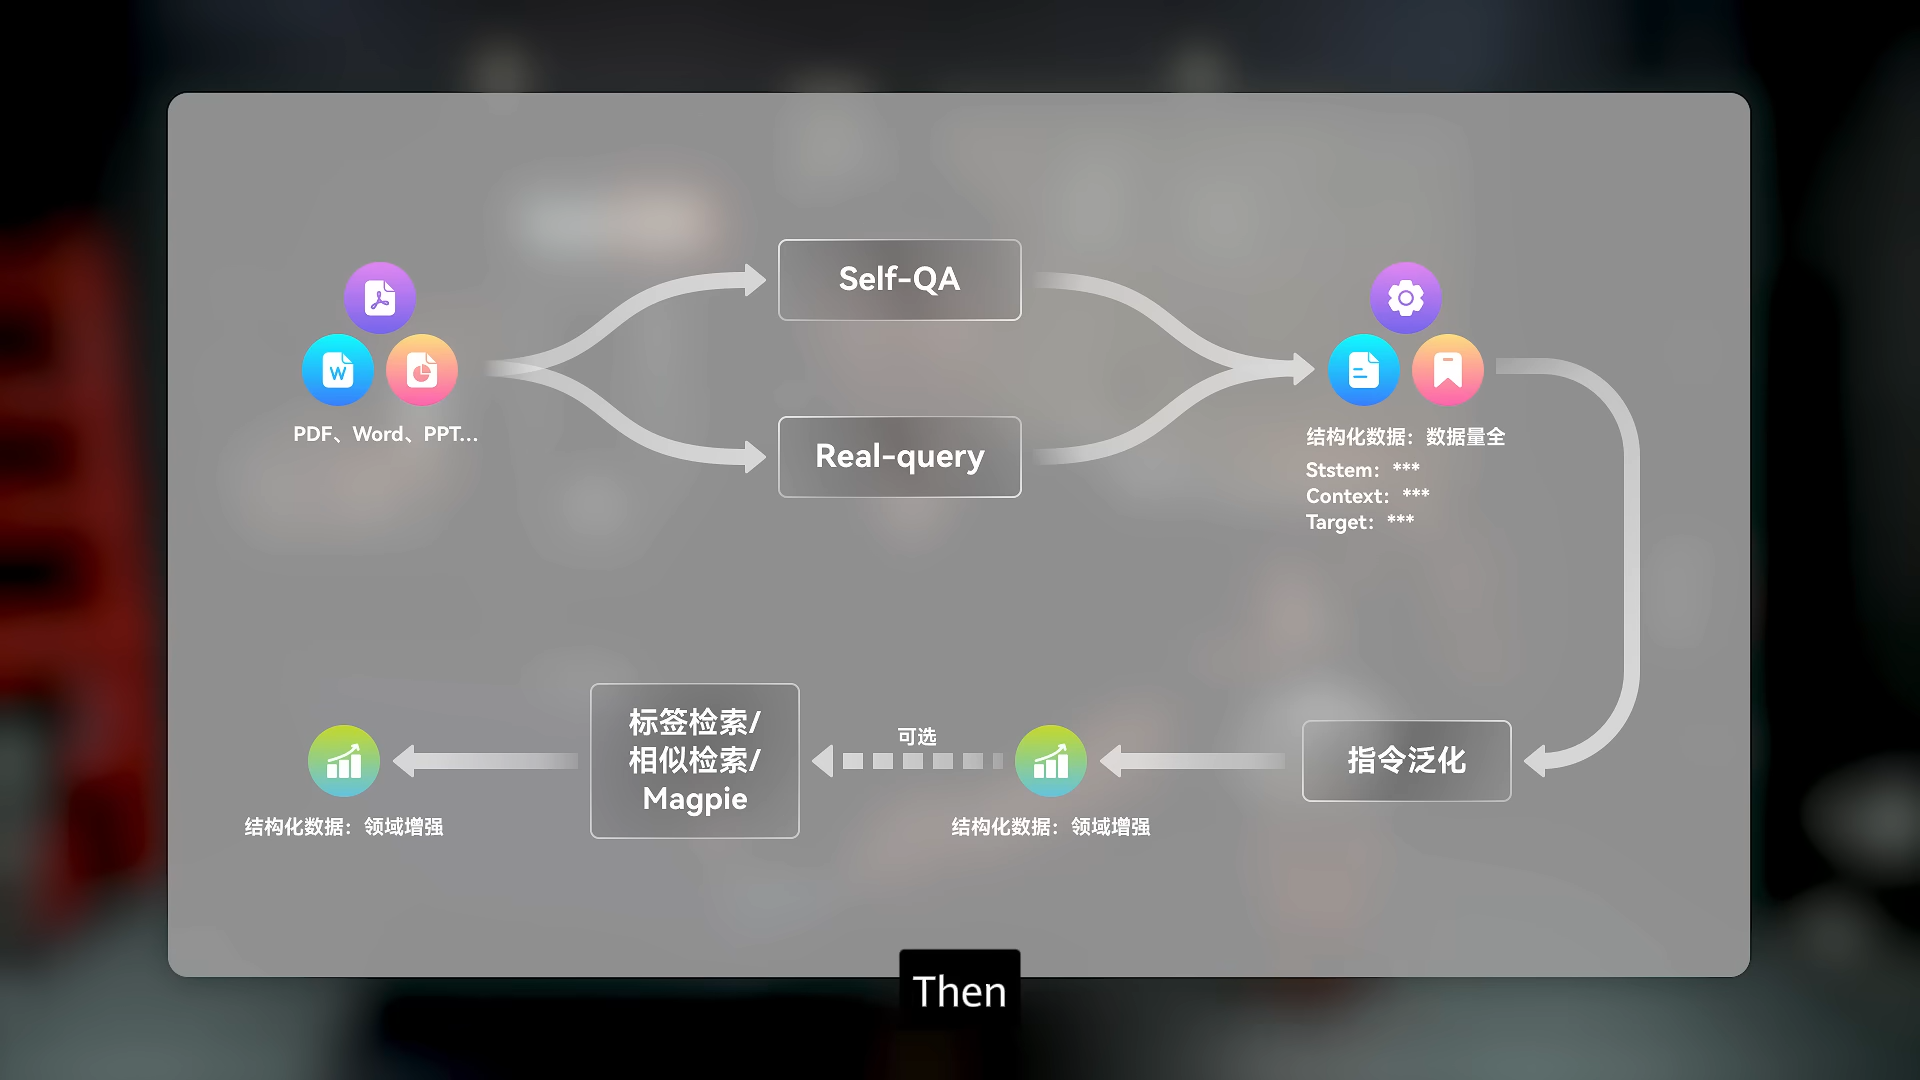 Self-QA
PDF、Word、PPT...
Real-query
结构化数据：数据量全
Ststem：***
Context：***
Target：***
指令泛化
结构化数据：领域增强
可选
标签检索/
相似检索/
Magpie
结构化数据：领域增强
Then